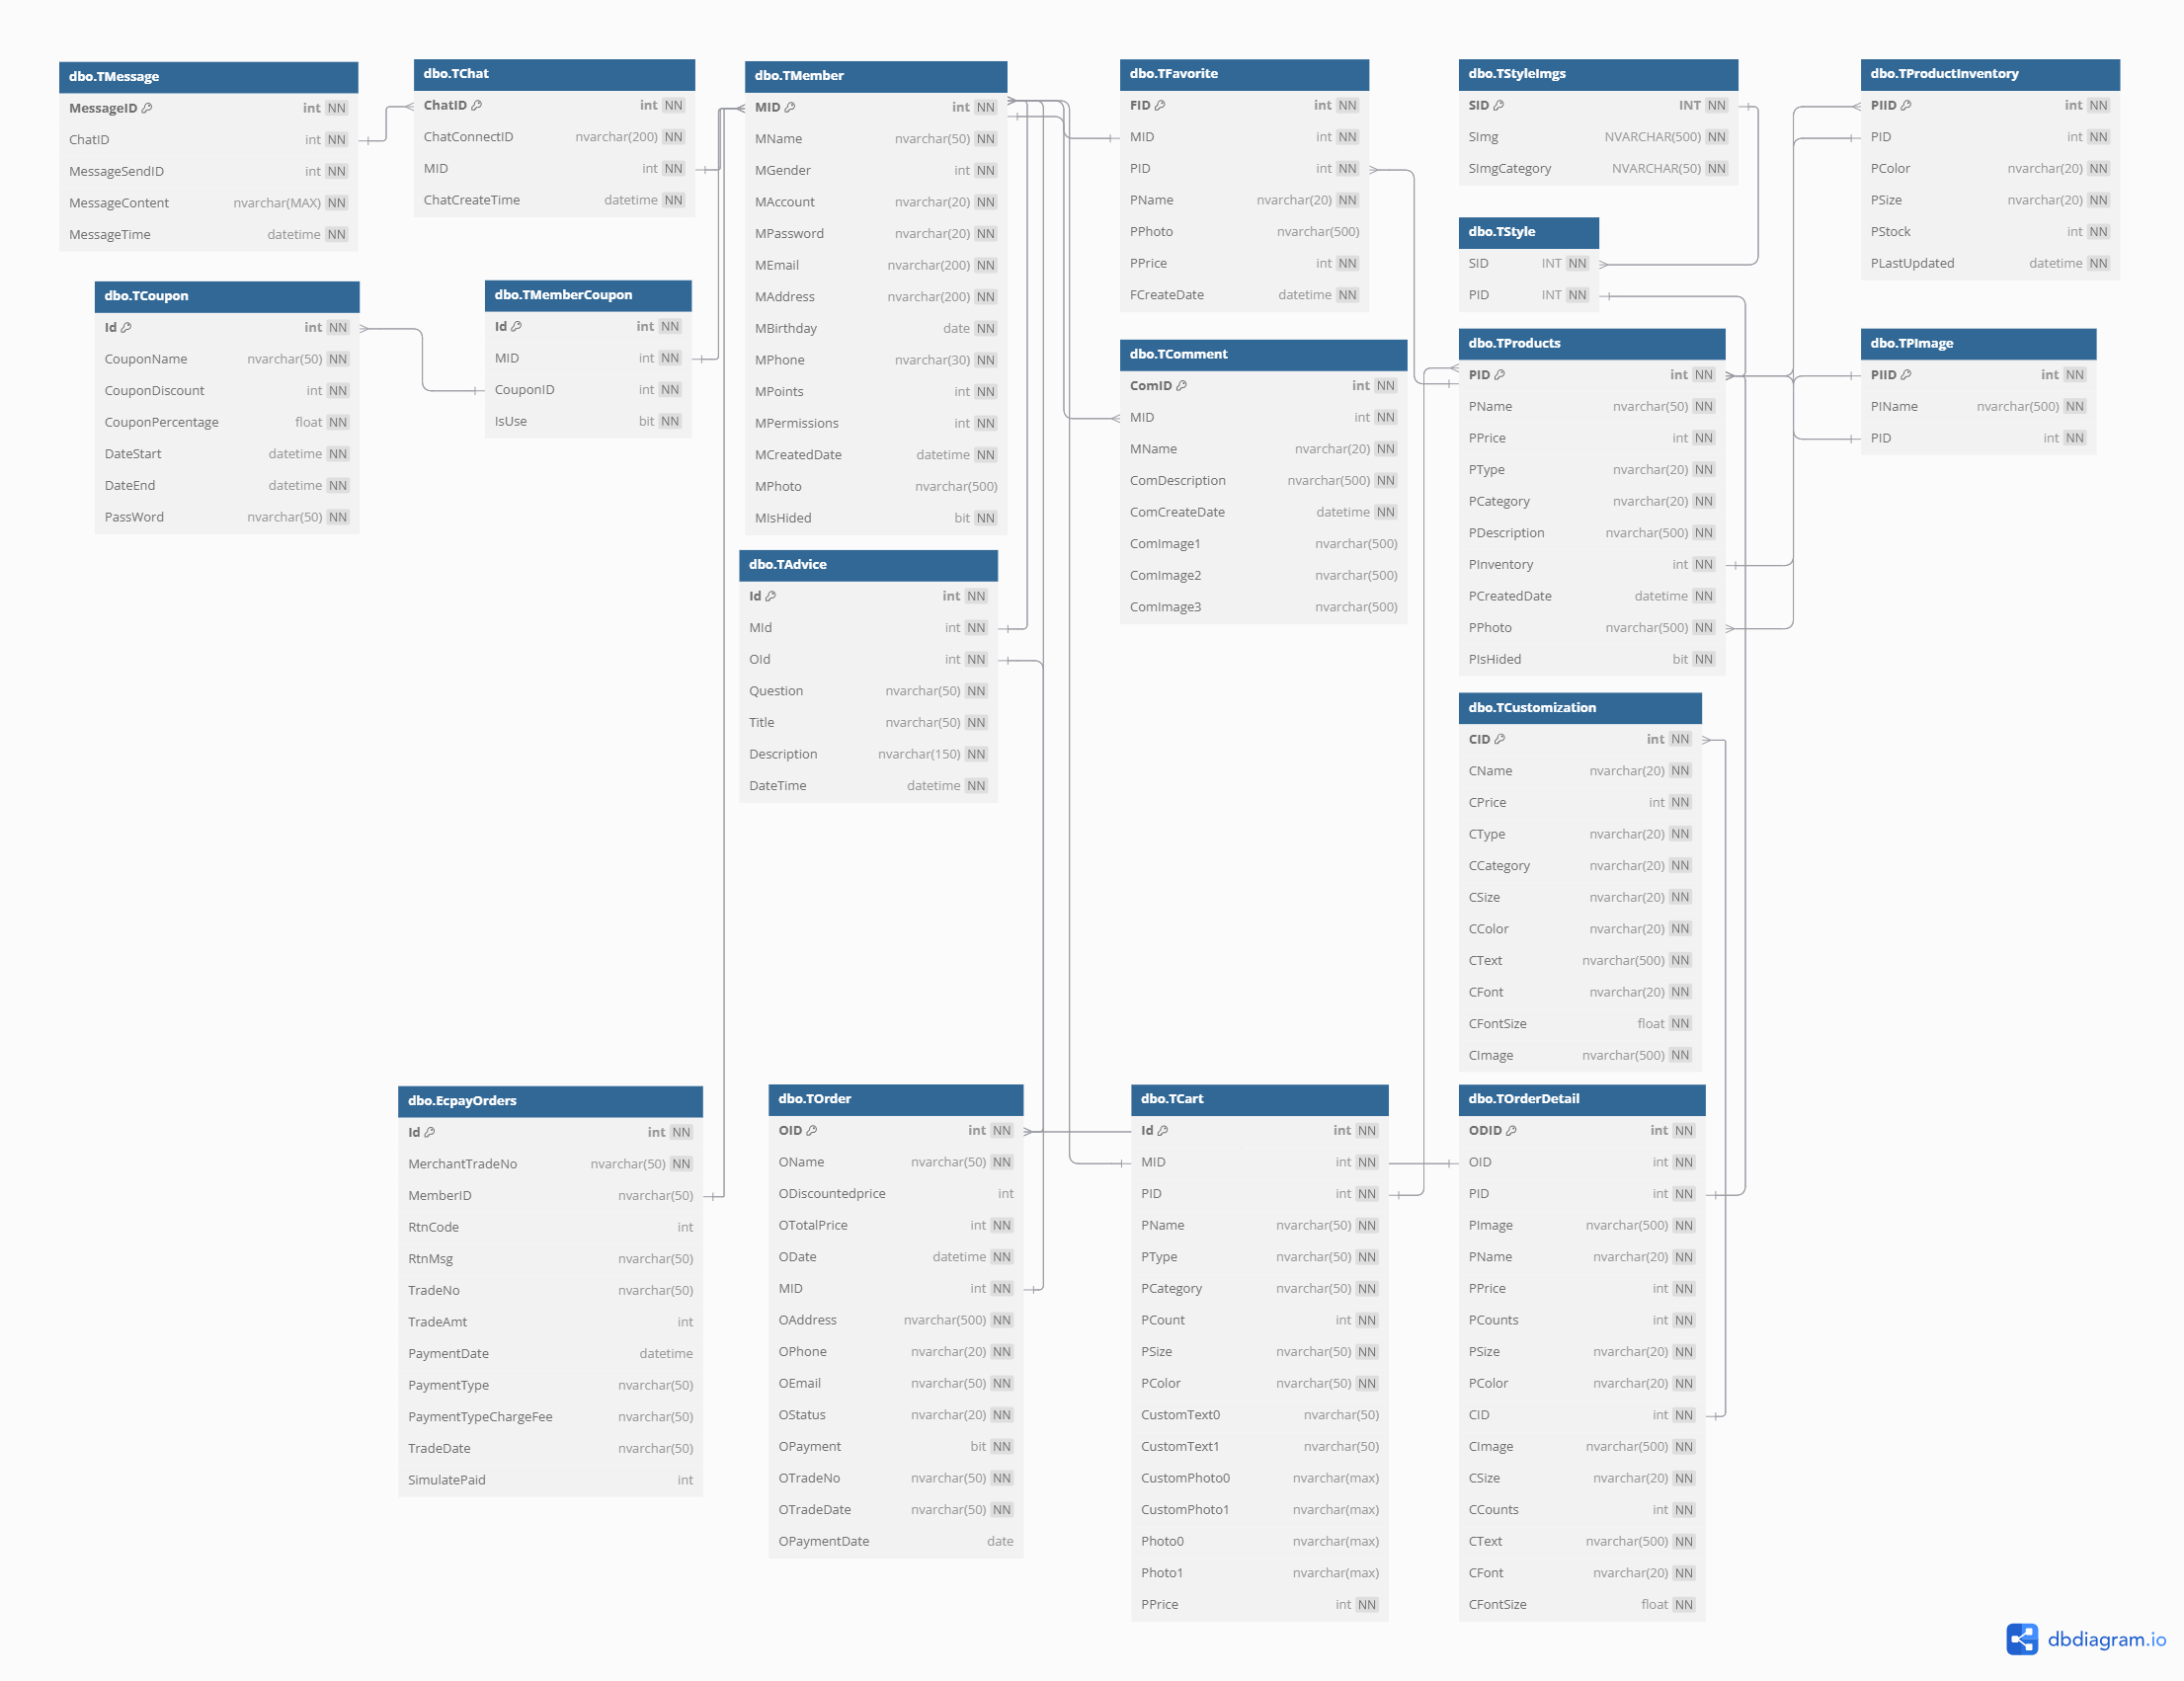 dbo.TMessage
MessageID int NN
ChatID int NN
MessageSendID int NN
MessageContent nvarchar(MAX) NN
MessageTime datetime NN
dbo.TChat
ChatID int NN
ChatConnectID nvarchar(200) NN
MID int NN
ChatCreateTime datetime NN
dbo.TMember
MID int NN
MName nvarchar(50) NN
MGender int NN
MAccount nvarchar(20) NN
MPassword nvarchar(20) NN
MEmail nvarchar(200) NN
MAddress nvarchar(200) NN
MBirthday date NN
MPhone nvarchar(30) NN
MPoints int NN
MPermissions int NN
MCreatedDate datetime NN
MPhoto nvarchar(500)
MIsHided bit NN
dbo.TFavorite
FID int NN
MID int NN
PID int NN
PName nvarchar(20) NN
PPhoto nvarchar(500)
PPrice int NN
FCreateDate datetime NN
dbo.TStyleImgs
SID INT NN
SImg NVARCHAR(500) NN
SImgCategory NVARCHAR(50) NN
dbo.TProductInventory
PIID int NN
PID int NN
PColor nvarchar(20) NN
PSize nvarchar(20) NN
PStock int NN
PLastUpdated datetime NN
dbo.TStyle
SID INT NN
PID INT NN
dbo.TCoupon
Id int NN
CouponName nvarchar(50) NN
CouponDiscount int NN
CouponPercentage float NN
DateStart datetime NN
DateEnd datetime NN
PassWord nvarchar(50) NN
dbo.TMemberCoupon
Id int NN
MID int NN
CouponID int NN
IsUse bit NN
dbo.TComment
ComID int NN
MID int NN
MName nvarchar(20) NN
ComDescription nvarchar(500) NN
ComCreateDate datetime NN
ComImage1 nvarchar(500)
ComImage2 nvarchar(500)
ComImage3 nvarchar(500)
dbo.TProducts
PID int NN
PName nvarchar(50) NN
PPrice int NN
PType nvarchar(20) NN
PCategory nvarchar(20) NN
PDescription nvarchar(500) NN
PInventory int NN
PCreatedDate datetime NN
PPhoto nvarchar(500) NN
PIsHided bit NN
dbo.TPImage
PIID int NN
PIName nvarchar(500) NN
PID int NN
dbo.TAdvice
Id int NN
MId int NN
OId int NN
Question nvarchar(50) NN
Title nvarchar(50) NN
Description nvarchar(150) NN
DateTime datetime NN
dbo.TCustomization
CID int NN
CName nvarchar(20) NN
CPrice int NN
CType nvarchar(20) NN
CCategory nvarchar(20) NN
CSize nvarchar(20) NN
CColor nvarchar(20) NN
CText nvarchar(500) NN
CFont nvarchar(20) NN
CFontSize float NN
CImage nvarchar(500) NN
dbo.EcpayOrders
Id int NN
MerchantTradeNo nvarchar(50) NN
MemberID nvarchar(50)
RtnCode int
RtnMsg nvarchar(50)
TradeNo nvarchar(50)
TradeAmt int
PaymentDate datetime
PaymentType nvarchar(50)
PaymentTypeChargeFee nvarchar(50)
TradeDate nvarchar(50)
SimulatePaid int
dbo.TOrder
OID int NN
OName nvarchar(50) NN
ODiscountedprice int
OTotalPrice int NN
ODate datetime NN
MID int NN
OAddress nvarchar(500) NN
OPhone nvarchar(20) NN
OEmail nvarchar(50) NN
OStatus nvarchar(20) NN
OPayment bit NN
OTradeNo nvarchar(50) NN
OTradeDate nvarchar(50) NN
OPaymentDate date
dbo.TCart
Id int NN
MID int NN
PID int NN
PName nvarchar(50) NN
PType nvarchar(50) NN
PCategory nvarchar(50) NN
PCount int NN
PSize nvarchar(50) NN
PColor nvarchar(50) NN
CustomText0 nvarchar(50)
CustomText1 nvarchar(50)
CustomPhoto0 nvarchar(max)
CustomPhoto1 nvarchar(max)
Photo0 nvarchar(max)
Photo1 nvarchar(max)
PPrice int NN
dbo.TOrderDetail
ODID int NN
OID int NN
PID int NN
PImage nvarchar(500) NN
PName nvarchar(20) NN
PPrice int NN
PCounts int NN
PSize nvarchar(20) NN
PColor nvarchar(20) NN
CID int NN
CImage nvarchar(500) NN
CSize nvarchar(20) NN
CCounts int NN
CText nvarchar(500) NN
CFont nvarchar(20) NN
CFontSize float NN
dbdiagram.io